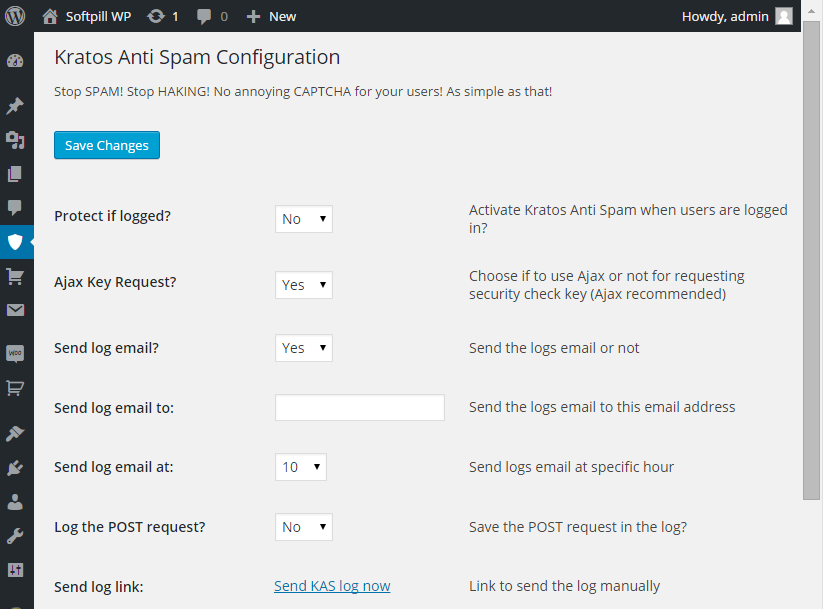 Softpill WP 1 0 New Howdy, admin
Kratos Anti Spam Configuration
Stop SPAM! Stop HAKING! No annoying CAPTCHA for your users! As simple as that!
Save Changes
Protect if logged? No Activate Kratos Anti Spam when users are logged
in?
Ajax Key Request? Yes Choose if to use Ajax or not for requesting
security check key (Ajax recommended)
Send log email? Yes Send the logs email or not
Send log email to: Send the logs email to this email address
Send log email at: 10 Send logs email at specific hour
Log the POST request? No Save the POST request in the log?
Send log link: Send KAS log now Link to send the log manually